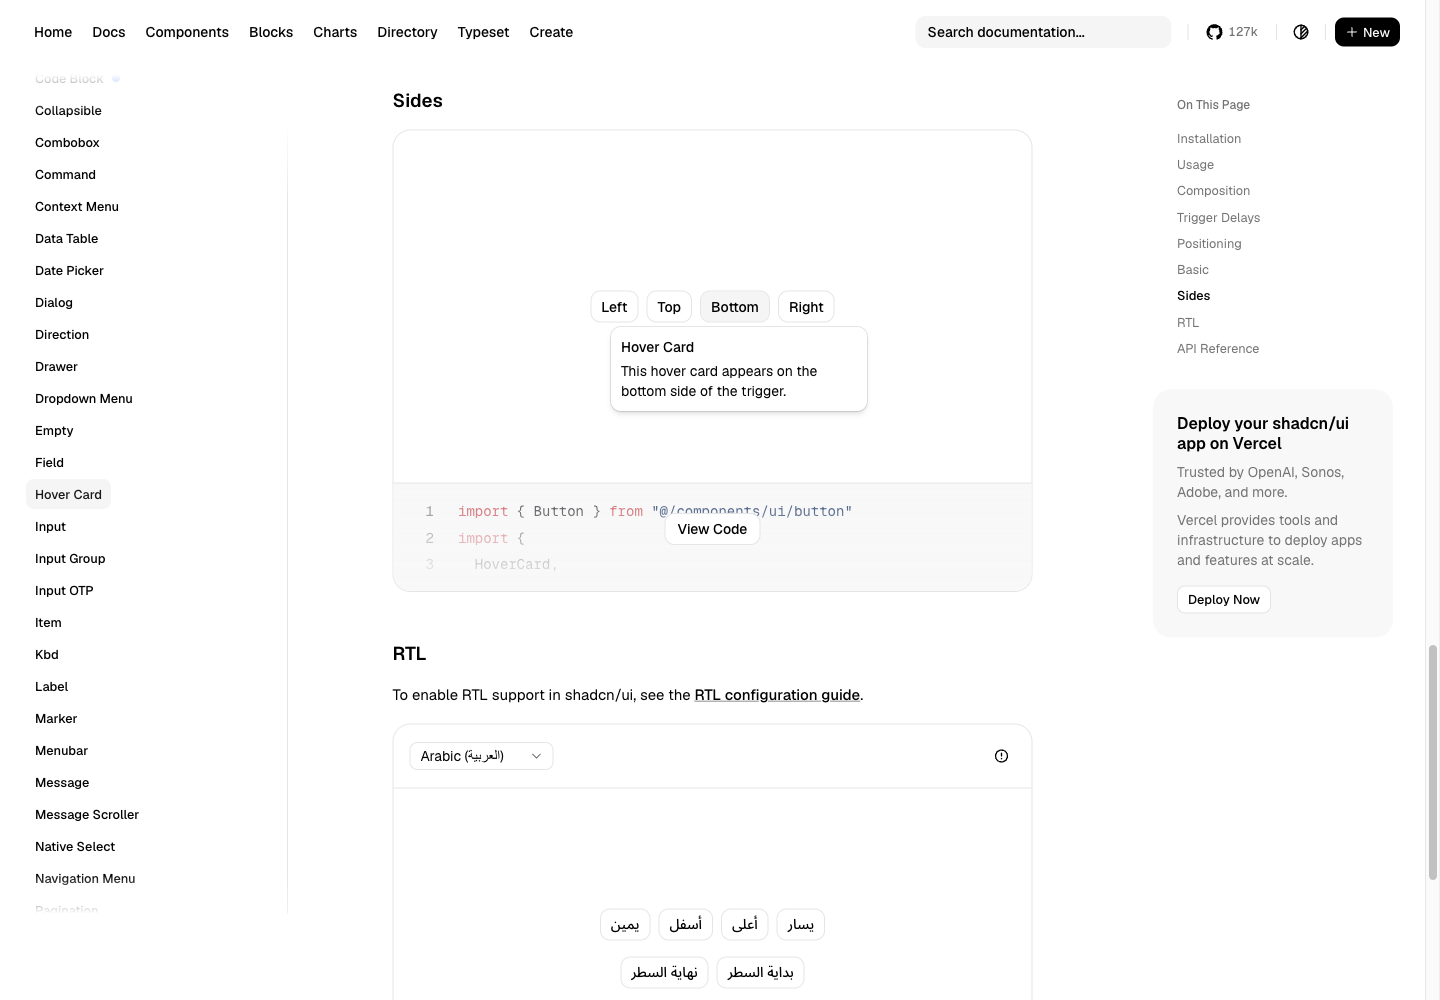 Home Docs Components Blocks Charts Directory Typeset Create
Search documentation...
127k
New
Code Block
Collapsible
Combobox
Command
Context Menu
Data Table
Date Picker
Dialog
Direction
Drawer
Dropdown Menu
Empty
Field
Hover Card
Input
Input Group
Input OTP
Item
Kbd
Label
Marker
Menubar
Message
Message Scroller
Native Select
Navigation Menu
Pagination
Sides
Left Top Bottom Right
Hover Card
This hover card appears on the
bottom side of the trigger.
1 import { Button } from "@/components/ui/button"
View Code
2 import {
3 HoverCard,
RTL
To enable RTL support in shadcn/ui, see the RTL configuration guide.
Arabic (العربية)
يسار أعلى أسفل يمين
بداية السطر نهاية السطر
On This Page
Installation
Usage
Composition
Trigger Delays
Positioning
Basic
Sides
RTL
API Reference
Deploy your shadcn/ui
app on Vercel
Trusted by OpenAI, Sonos,
Adobe, and more.
Vercel provides tools and
infrastructure to deploy apps
and features at scale.
Deploy Now